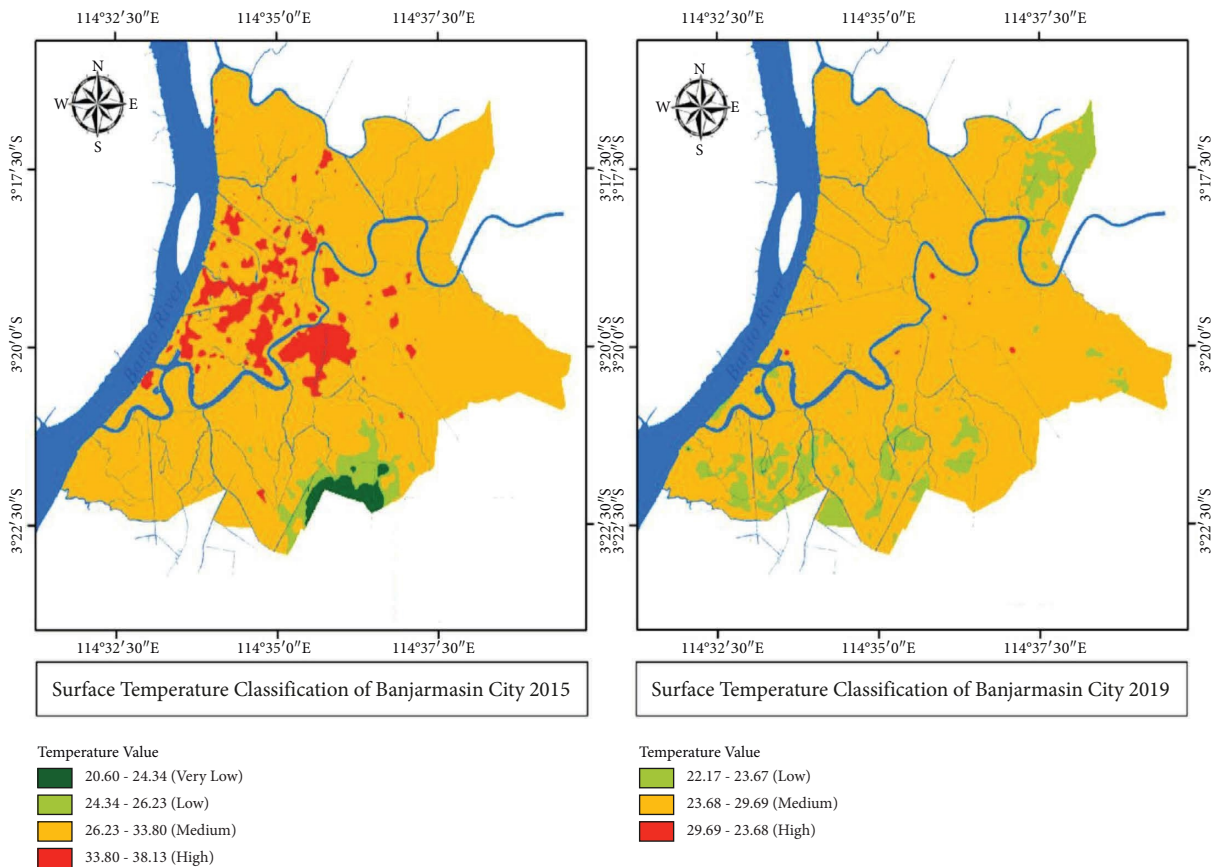 114°32′30″E 114°35′0″E 114°37′30″E
N
W E
S
3°17′30″S
3°20′0″S
3°22′30″S
Barito River
3°17′30″S
3°20′0″S
3°22′30″S
114°32′30″E 114°35′0″E 114°37′30″E
Surface Temperature Classification of Banjarmasin City 2015
Temperature Value
20.60 - 24.34 (Very Low)
24.34 - 26.23 (Low)
26.23 - 33.80 (Medium)
33.80 - 38.13 (High)
114°32′30″E 114°35′0″E 114°37′30″E
N
W E
S
Barito River
3°17′30″S
3°20′0″S
3°22′30″S
114°32′30″E 114°35′0″E 114°37′30″E
Surface Temperature Classification of Banjarmasin City 2019
Temperature Value
22.17 - 23.67 (Low)
23.68 - 29.69 (Medium)
29.69 - 23.68 (High)